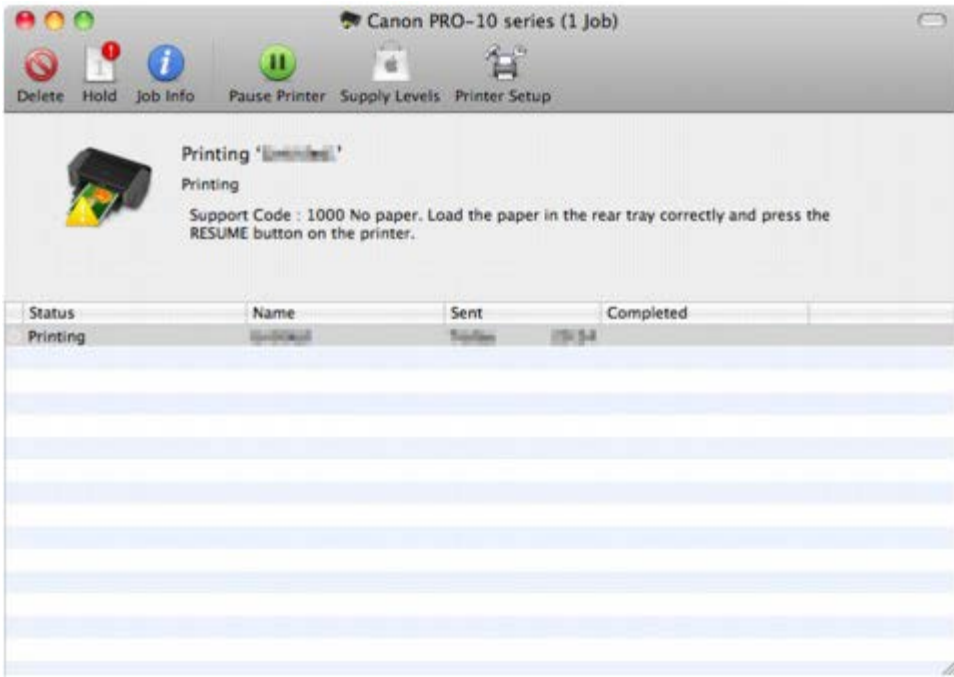 Canon PRO-10 series (1 Job)
1
Delete Hold Job Info Pause Printer Supply Levels Printer Setup
Printing '
Printing
Support Code : 1000 No paper. Load the paper in the rear tray correctly and press the
RESUME button on the printer.
Status Name Sent Completed
Printing